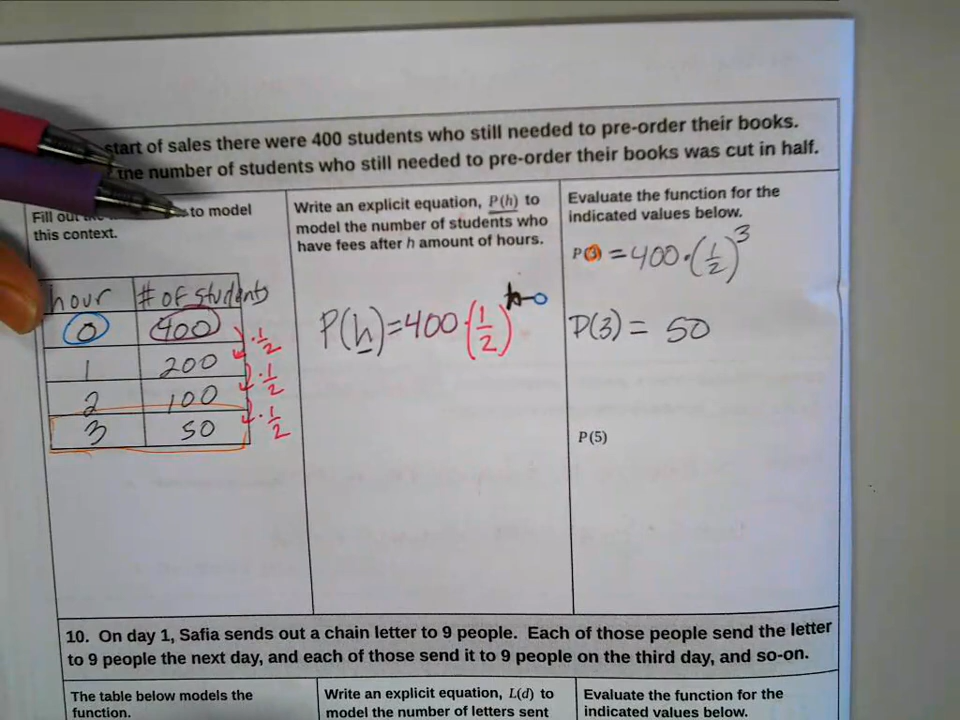 start of sales there were 400 students who still needed to pre-order their books.
the number of students who still needed to pre-order their books was cut in half.
Fill out the to model
this context.
hour # of students
0 400
1 200
2 100
3 50
·1/2
·1/2
·1/2
Write an explicit equation, P(h) to
model the number of students who
have fees after h amount of hours.
P(h)=400·(1/2)^h-0
Evaluate the function for the
indicated values below.
P(3) =400·(1/2)^3
P(3) = 50
P(5)
10. On day 1, Safia sends out a chain letter to 9 people. Each of those people send the letter
to 9 people the next day, and each of those send it to 9 people on the third day, and so-on.
The table below models the
function.
Write an explicit equation, L(d) to
model the number of letters sent
Evaluate the function for the
indicated values below.